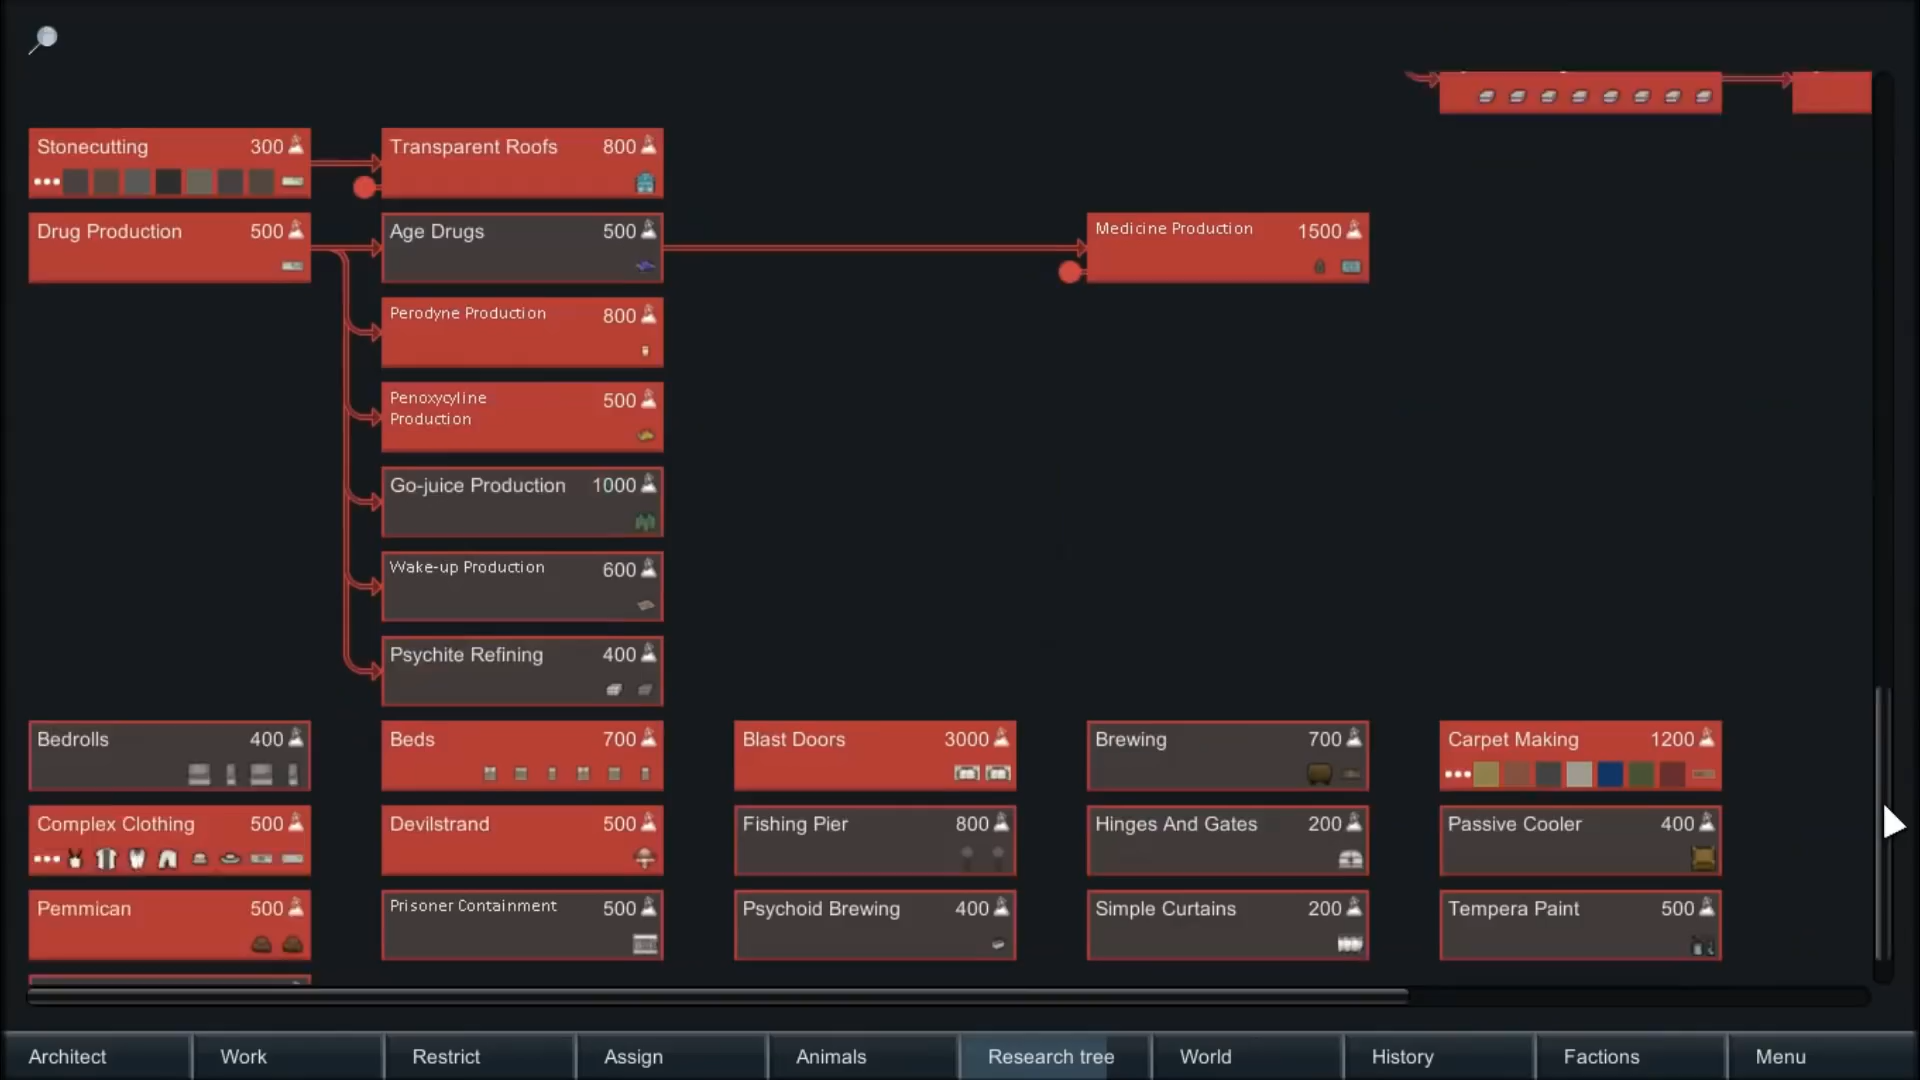 Stonecutting 300
Transparent Roofs 800
Drug Production 500
Age Drugs 500
Medicine Production 1500
Perodyne Production 800
Penoxycyline
Production 500
Go-juice Production 1000
Wake-up Production 600
Psychite Refining 400
Bedrolls 400
Beds 700
Blast Doors 3000
Brewing 700
Carpet Making 1200
Complex Clothing 500
Devilstrand 500
Fishing Pier 800
Hinges And Gates 200
Passive Cooler 400
Pemmican 500
Prisoner Containment 500
Psychoid Brewing 400
Simple Curtains 200
Tempera Paint 500
Architect
Work
Restrict
Assign
Animals
Research tree
World
History
Factions
Menu